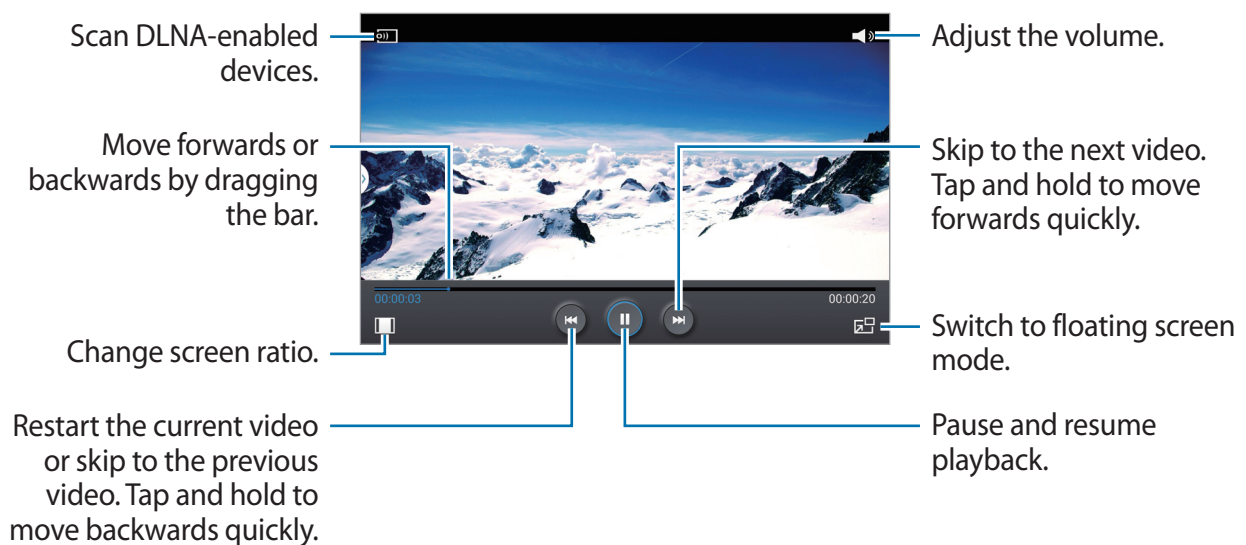 Scan DLNA-enabled
devices.
Adjust the volume.
Move forwards or
backwards by dragging
the bar.
Skip to the next video.
Tap and hold to move
forwards quickly.
00:00:03
00:00:20
Change screen ratio.
Switch to floating screen
mode.
Restart the current video
or skip to the previous
video. Tap and hold to
move backwards quickly.
Pause and resume
playback.